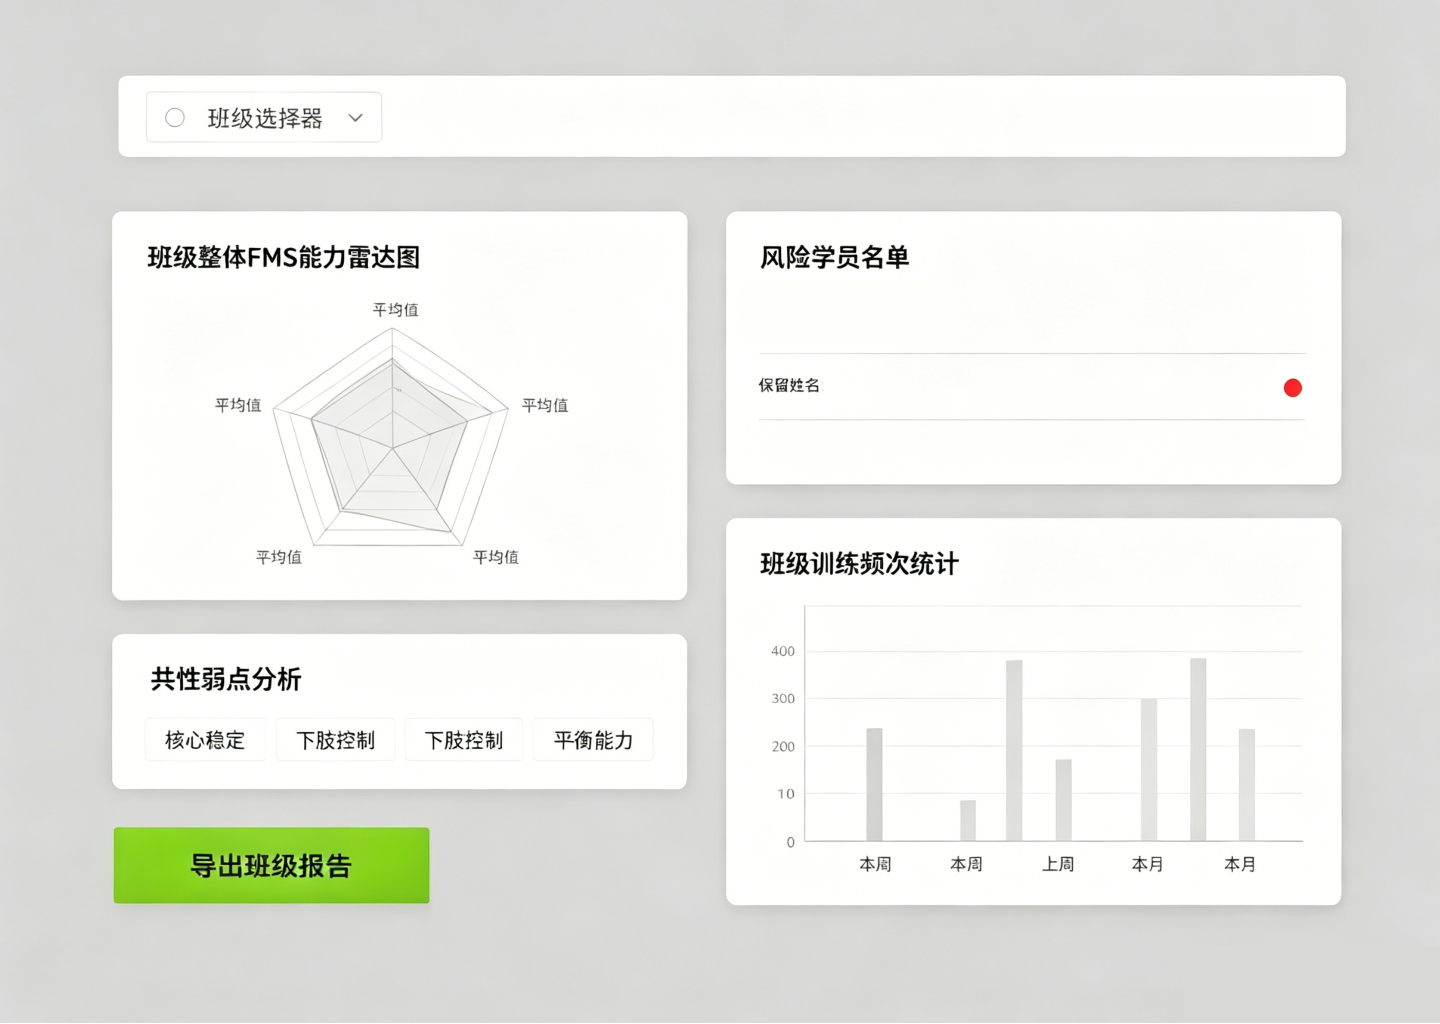 班级选择器
班级整体FMS能力雷达图
平均值
平均值
平均值
平均值
平均值
风险学员名单
保留姓名
班级训练频次统计
400
300
200
10
0
本周
本周
上周
本月
本月
共性弱点分析
核心稳定
下肢控制
下肢控制
平衡能力
导出班级报告